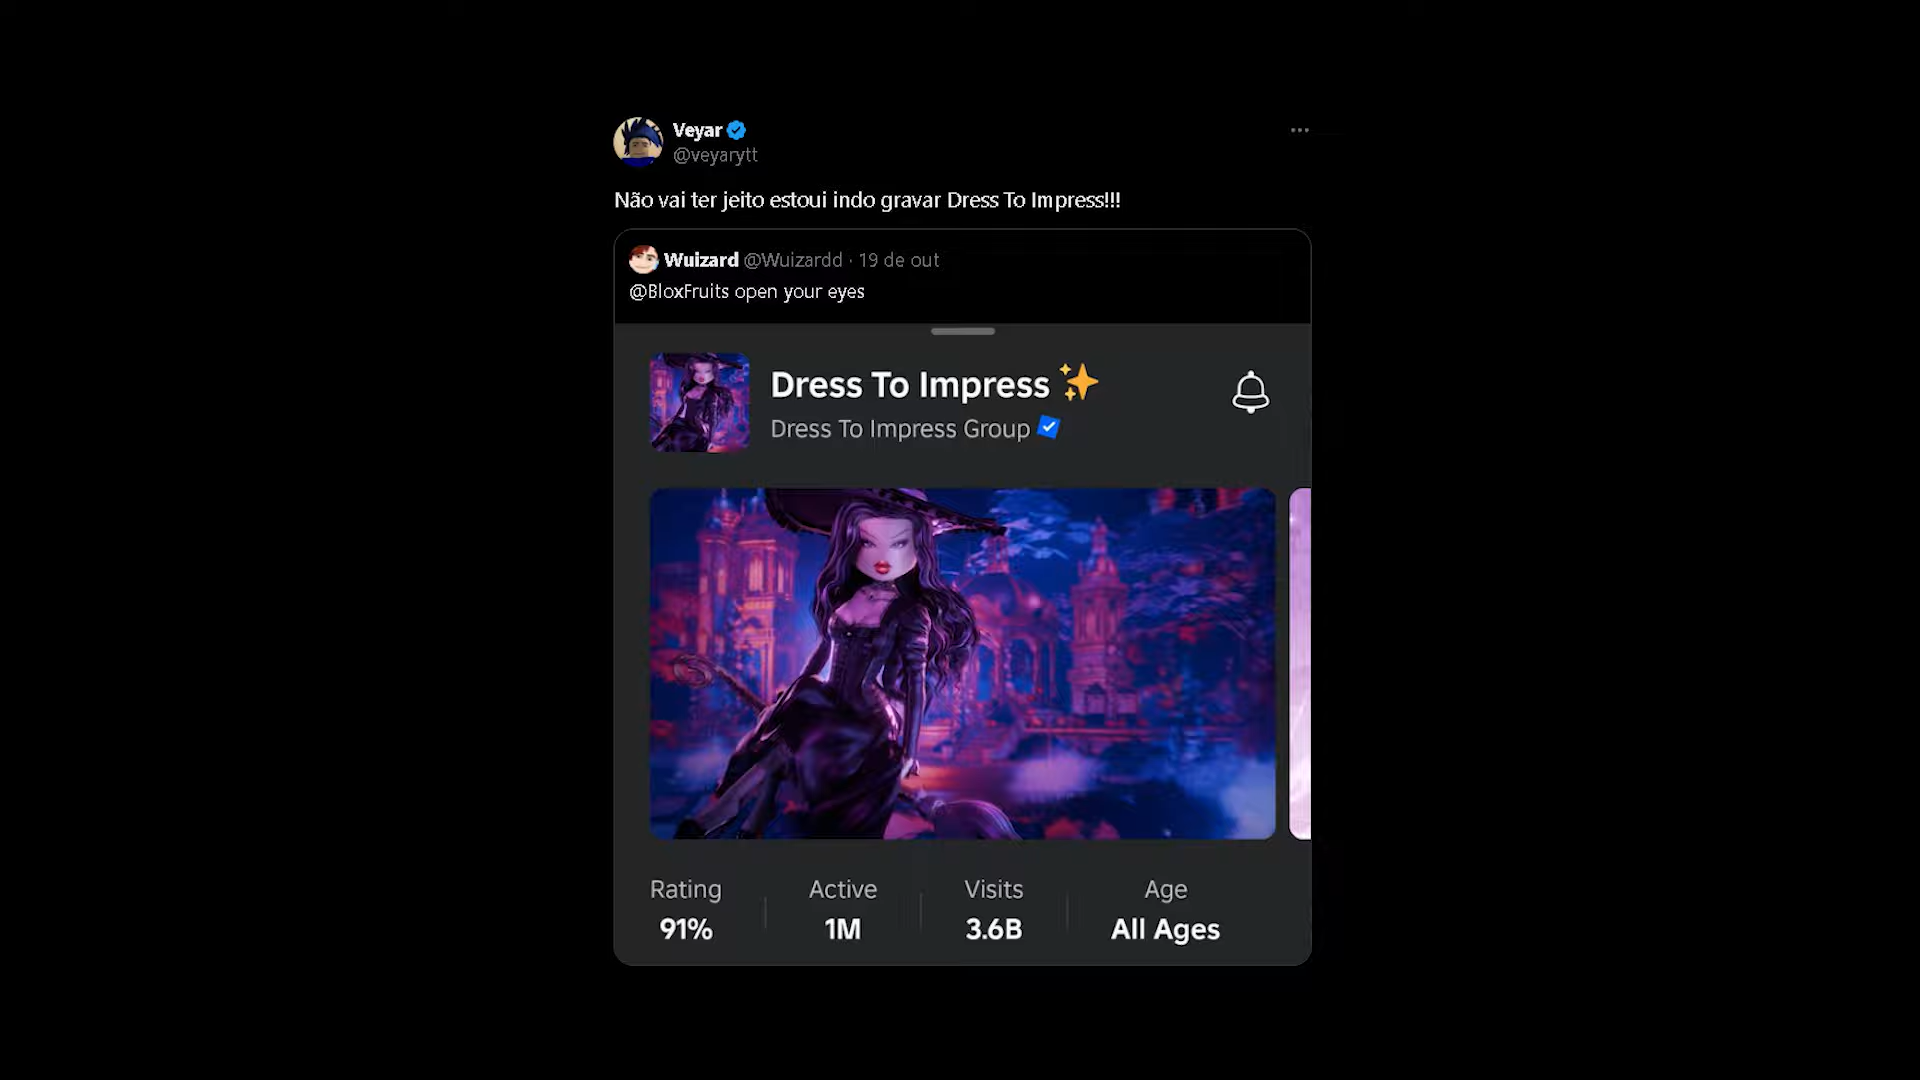 Veyar
@veyarytt
Não vai ter jeito estoui indo gravar Dress To Impress!!!
Wuizard @Wuizardd · 19 de out
@BloxFruits open your eyes
Dress To Impress ✨
Dress To Impress Group
Rating Active Visits Age
91% 1M 3.6B All Ages